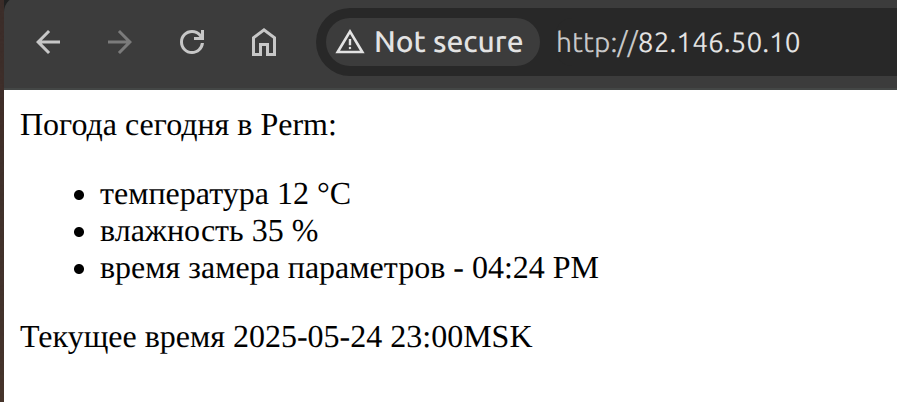 Not secure http://82.146.50.10
Погода сегодня в Perm:
температура 12 °C
влажность 35 %
время замера параметров - 04:24 PM
Текущее время 2025-05-24 23:00MSK